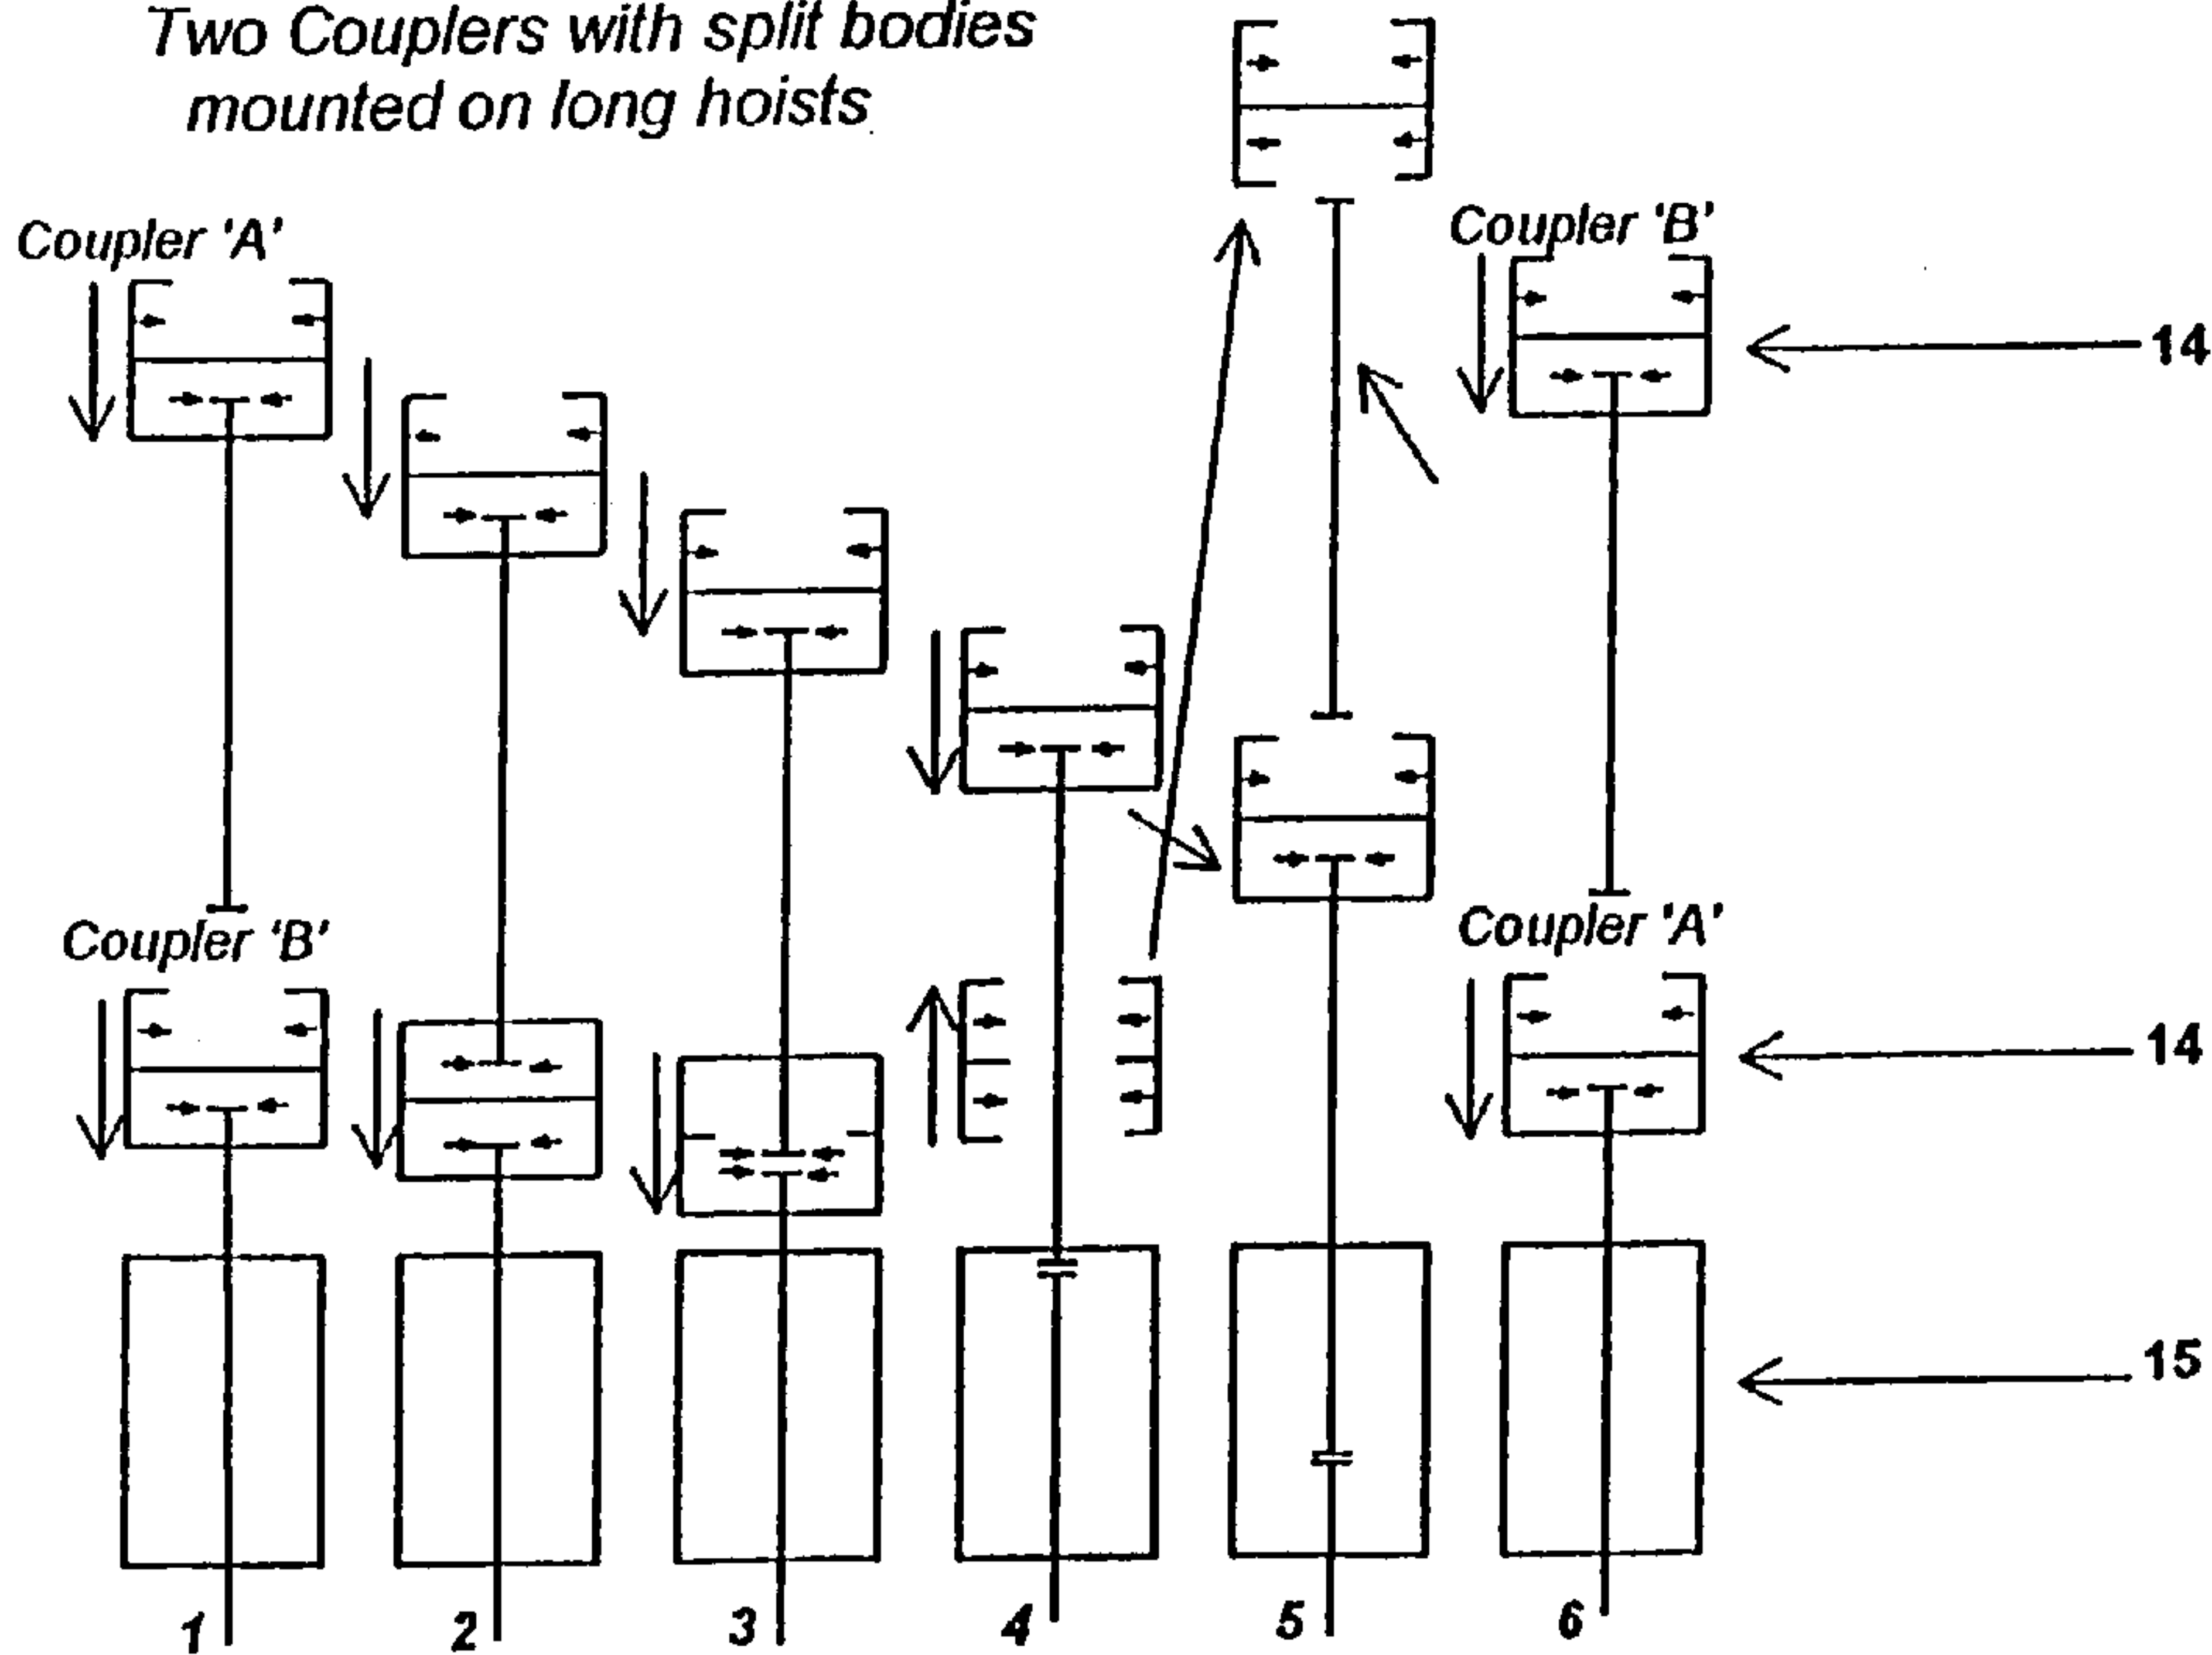 Two Couplers with split bodies
mounted on long hoists
Coupler 'A'
Coupler 'B'
14
Coupler 'B'
Coupler 'A'
14
15
1 2 3 4 5 6